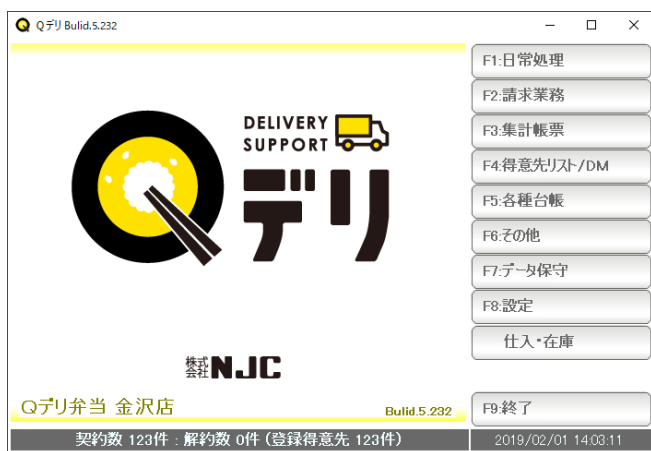 Qデリ Bulid.5.232
DELIVERY
SUPPORT
Qデリ
株式会社NJC
Qデリ弁当 金沢店
Bulid.5.232
契約数 123件 : 解約数 0件 (登録得意先 123件)
F1:日常処理
F2:請求業務
F3:集計帳票
F4:得意先リスト/DM
F5:各種台帳
F6:その他
F7:データ保守
F8:設定
仕入・在庫
F9:終了
2019/02/01 14:03:11